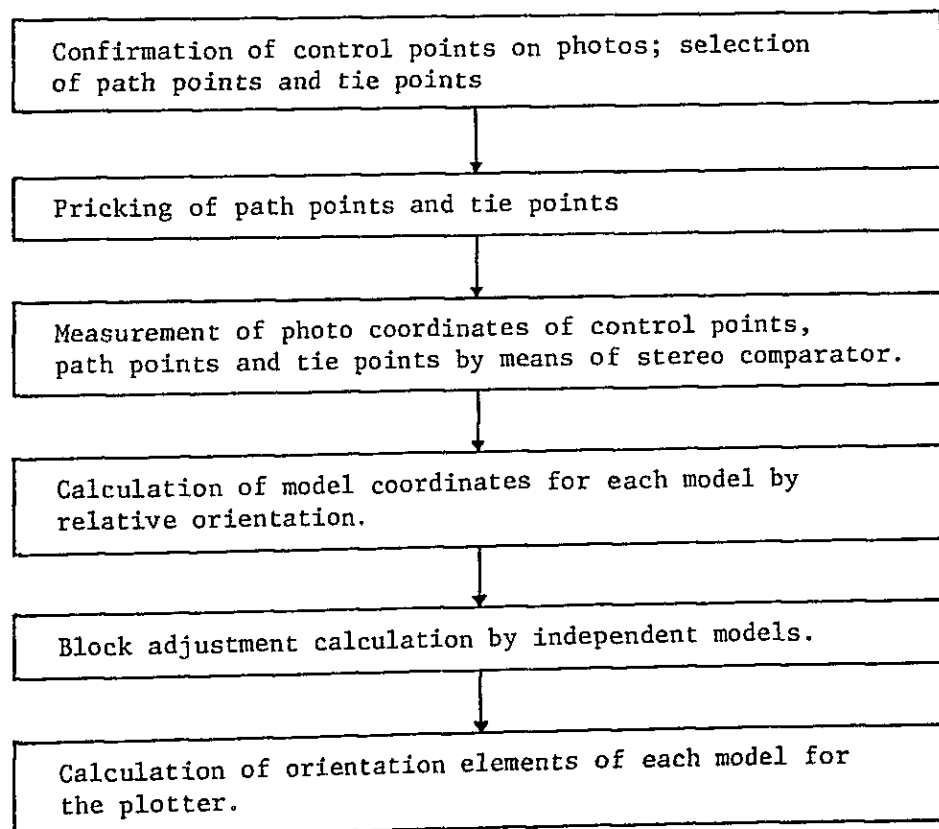 Confirmation of control points on photos; selection
of path points and tie points
Pricking of path points and tie points
Measurement of photo coordinates of control points,
path points and tie points by means of stereo comparator.
Calculation of model coordinates for each model by
relative orientation.
Block adjustment calculation by independent models.
Calculation of orientation elements of each model for
the plotter.